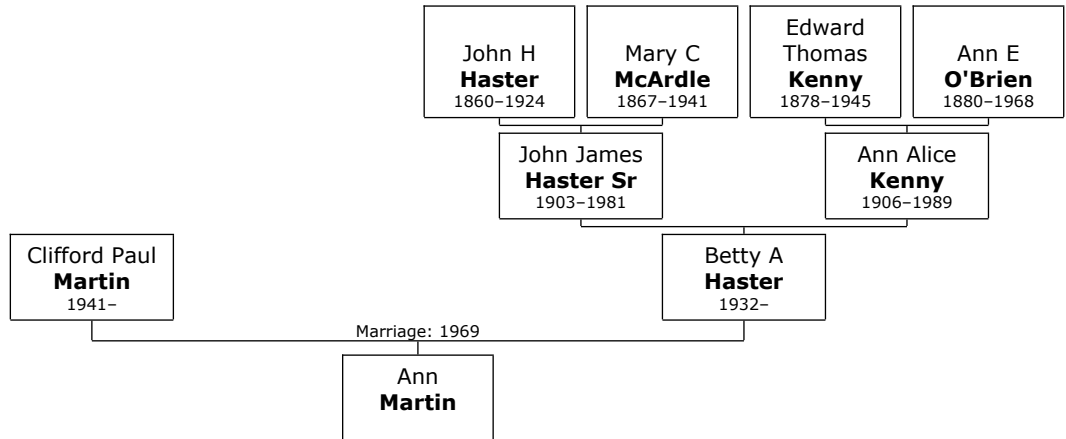 John H
Haster
1860–1924
Mary C
McArdle
1867–1941
Edward
Thomas
Kenny
1878–1945
Ann E
O'Brien
1880–1968
John James
Haster Sr
1903–1981
Ann Alice
Kenny
1906–1989
Clifford Paul
Martin
1941–
Betty A
Haster
1932–
Marriage: 1969
Ann
Martin